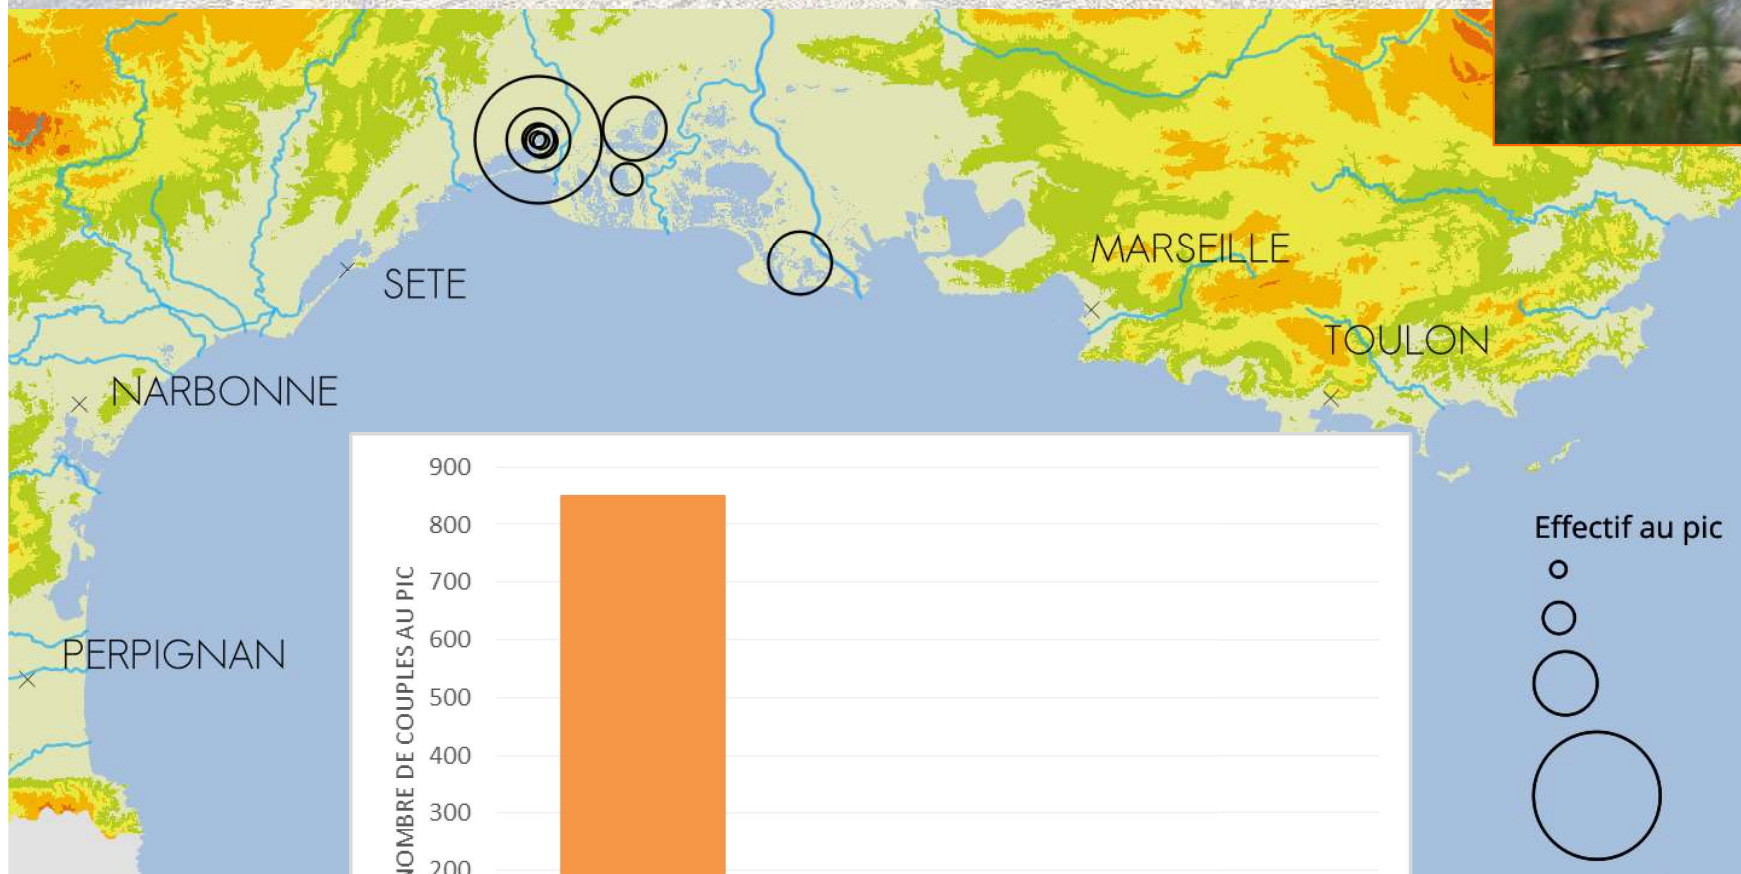 MARSEILLE
SETE
TOULON
NARBONNE
PERPIGNAN
900
800
700
600
500
400
300
200
NOMBRE DE COUPLES AU PIC
Effectif au pic